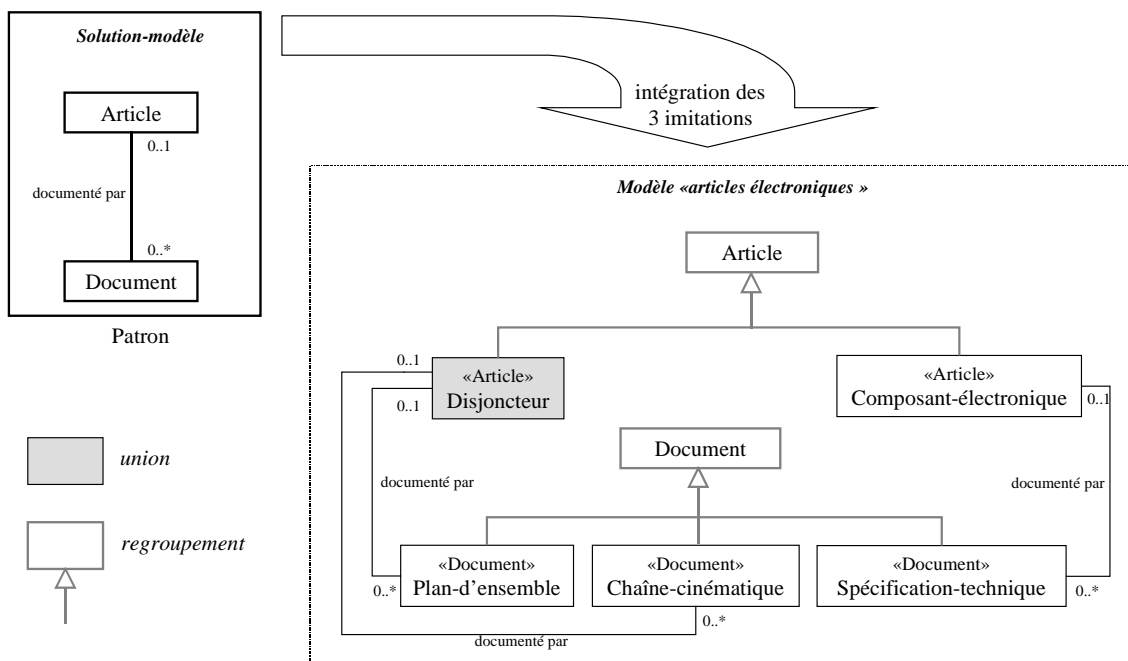 Solution-modèle
Article
0..1
documenté par
0..*
Document
Patron
intégration des
3 imitations
Modèle «articles électroniques »
Article
0..1
«Article»
Disjoncteur
0..1
«Article»
Composant-électronique
0..1
Document
documenté par
documenté par
«Document»
Plan-d'ensemble
0..*
«Document»
Chaîne-cinématique
0..*
«Document»
Spécification-technique
0..*
documenté par
union
regroupement